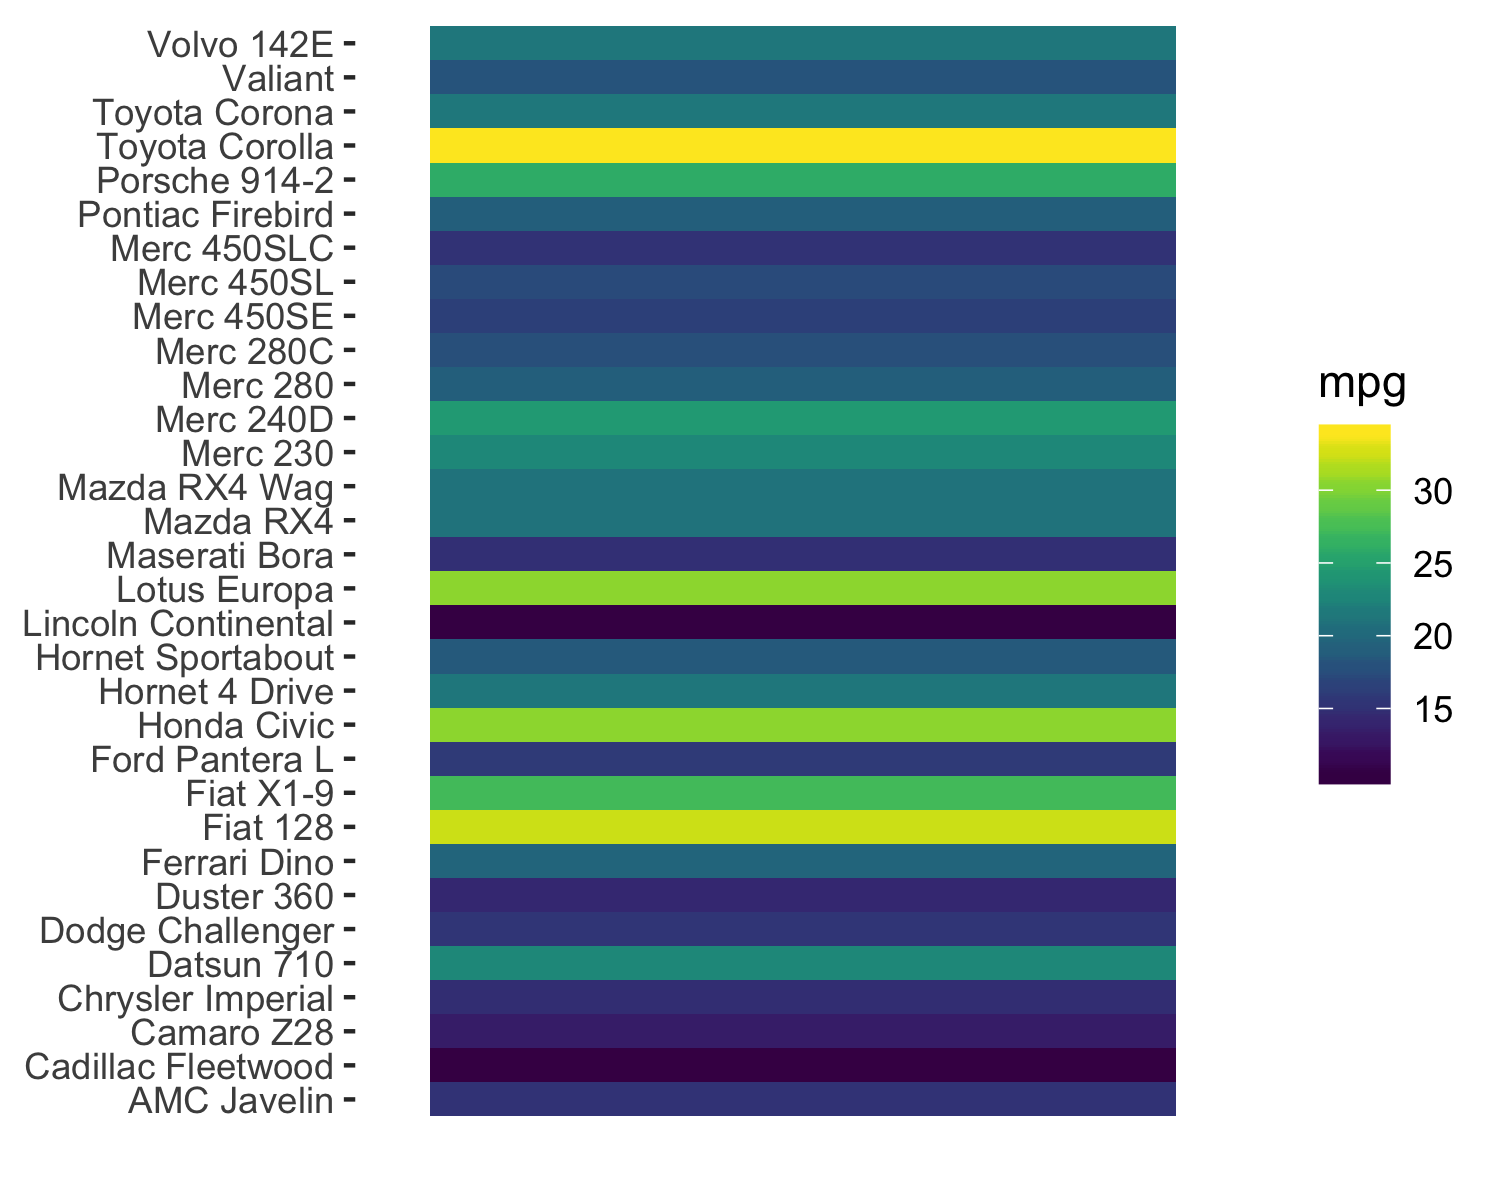 Volvo 142E
Valiant
Toyota Corona
Toyota Corolla
Porsche 914-2
Pontiac Firebird
Merc 450SLC
Merc 450SL
Merc 450SE
Merc 280C
Merc 280
Merc 240D
Merc 230
Mazda RX4 Wag
Mazda RX4
Maserati Bora
Lotus Europa
Lincoln Continental
Hornet Sportabout
Hornet 4 Drive
Honda Civic
Ford Pantera L
Fiat X1-9
Fiat 128
Ferrari Dino
Duster 360
Dodge Challenger
Datsun 710
Chrysler Imperial
Camaro Z28
Cadillac Fleetwood
AMC Javelin
mpg
30
25
20
15